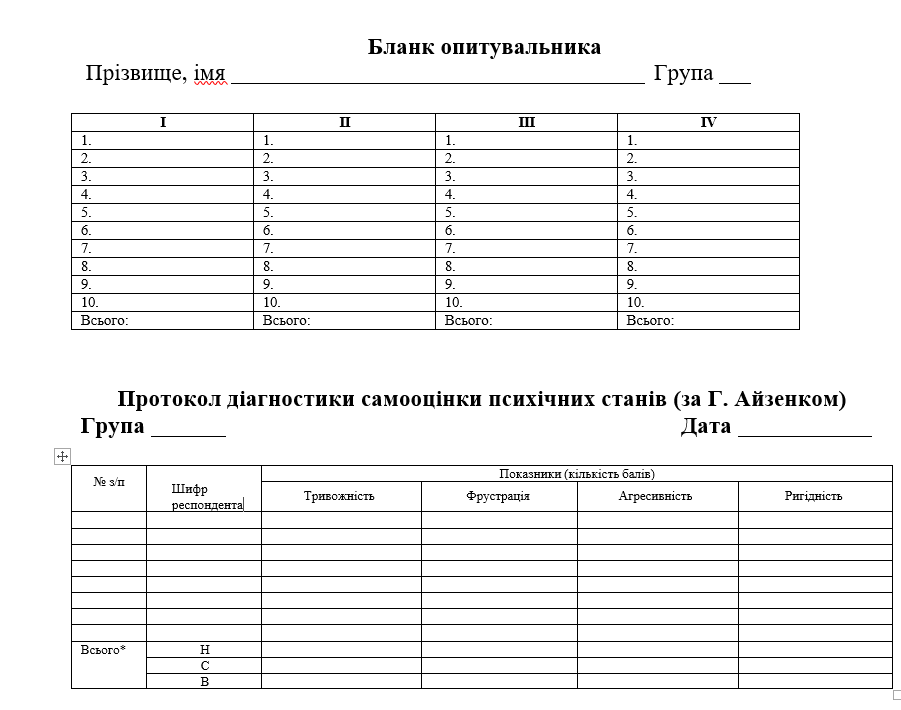 Бланк опитувальника
Прізвище, імя ____________________________________ Група ___
I II III IV
1. 1. 1. 1.
2. 2. 2. 2.
3. 3. 3. 3.
4. 4. 4. 4.
5. 5. 5. 5.
6. 6. 6. 6.
7. 7. 7. 7.
8. 8. 8. 8.
9. 9. 9. 9.
10. 10. 10. 10.
Всього: Всього: Всього: Всього:
Протокол діагностики самооцінки психічних станів (за Г. Айзенком)
Група ______ Дата ___________
№ з/п
Шифр
респондента
Показники (кількість балів)
Тривожність Фрустрація Агресивність Ригідність
Всього* Н
С
В